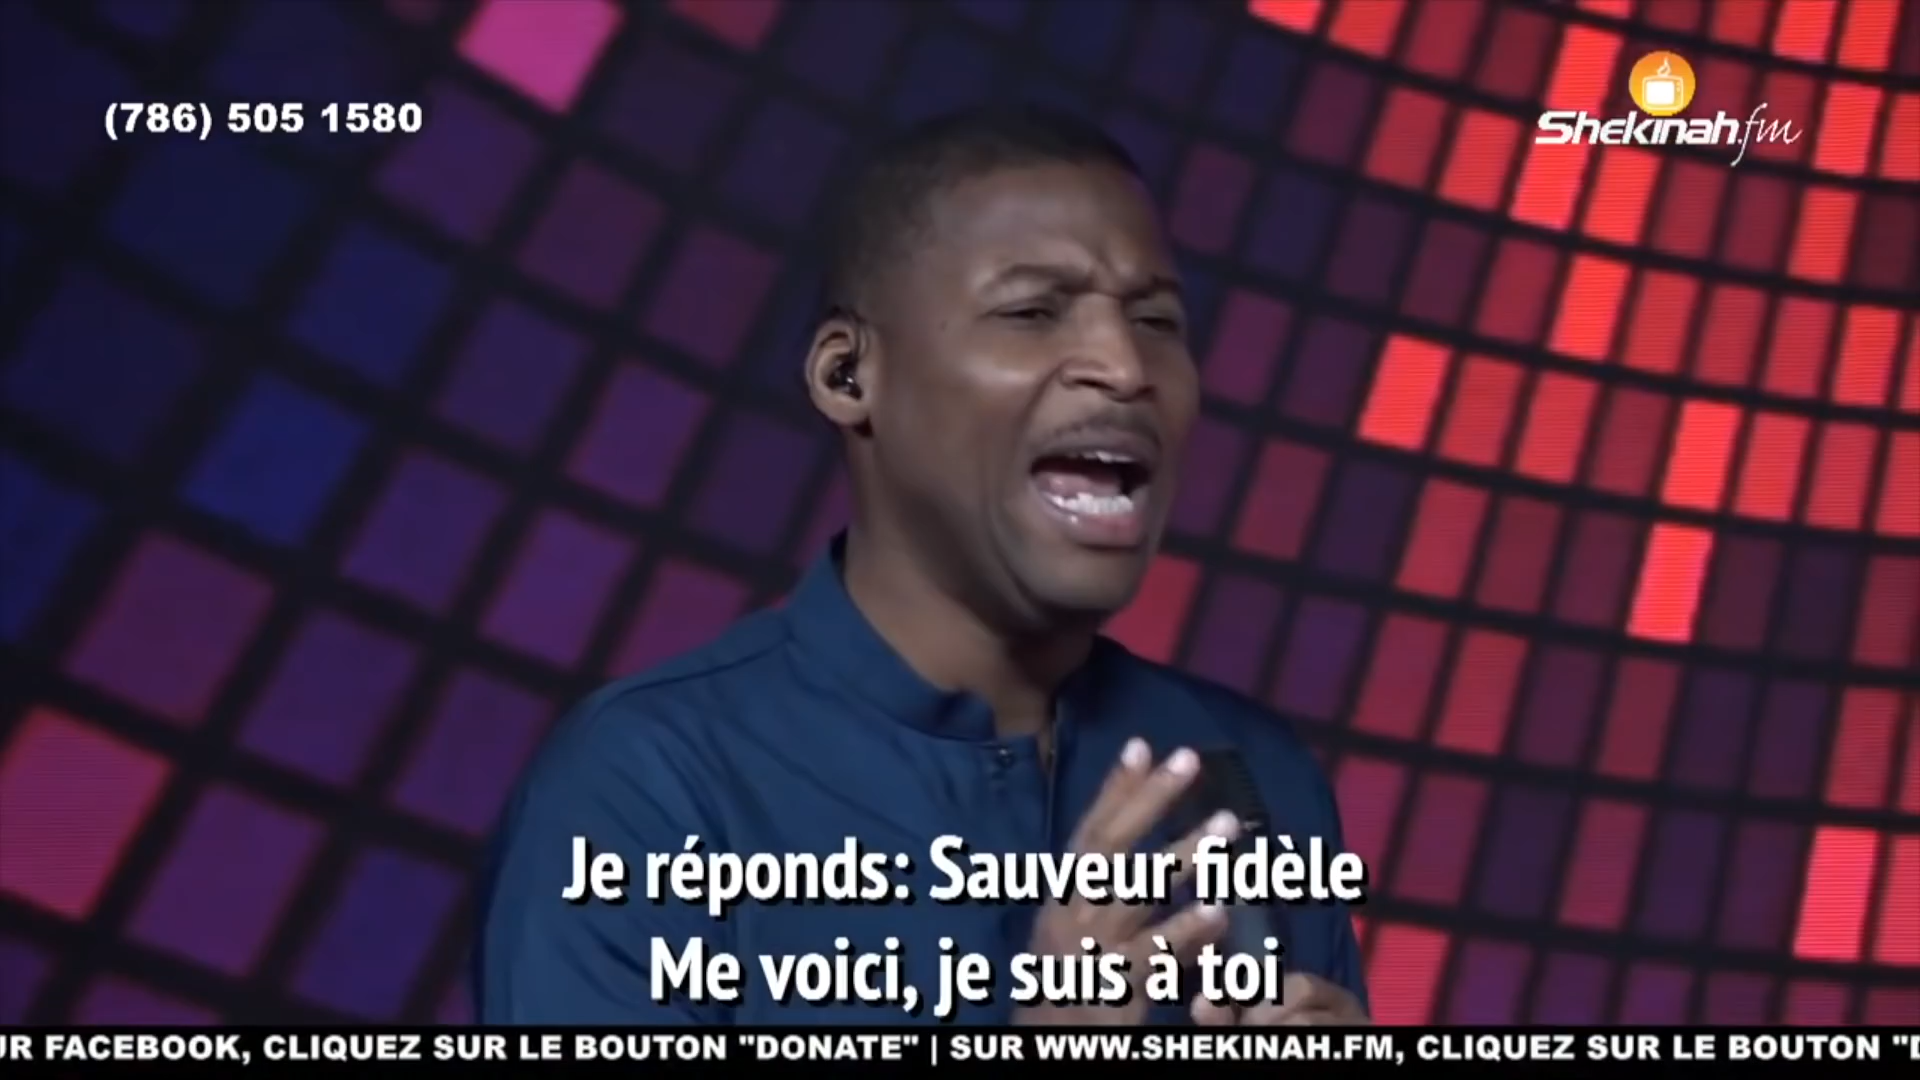 (786) 505 1580
Shekinah.fm
Je réponds: Sauveur fidèle
Me voici, je suis à toi
UR FACEBOOK, CLIQUEZ SUR LE BOUTON "DONATE" | SUR WWW.SHEKINAH.FM, CLIQUEZ SUR LE BOUTON "D